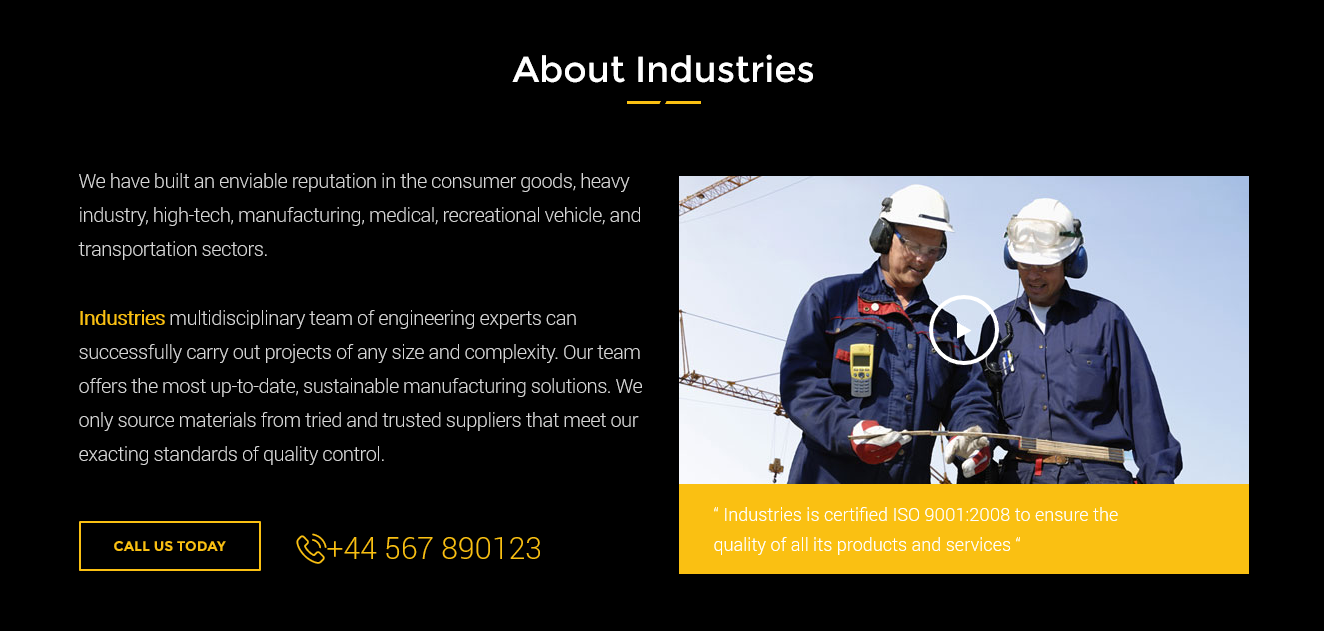 About Industries
We have built an enviable reputation in the consumer goods, heavy
industry, high-tech, manufacturing, medical, recreational vehicle, and
transportation sectors.
Industries multidisciplinary team of engineering experts can
successfully carry out projects of any size and complexity. Our team
offers the most up-to-date, sustainable manufacturing solutions. We
only source materials from tried and trusted suppliers that meet our
exacting standards of quality control.
CALL US TODAY
+44 567 890123
“ Industries is certified ISO 9001:2008 to ensure the
quality of all its products and services “